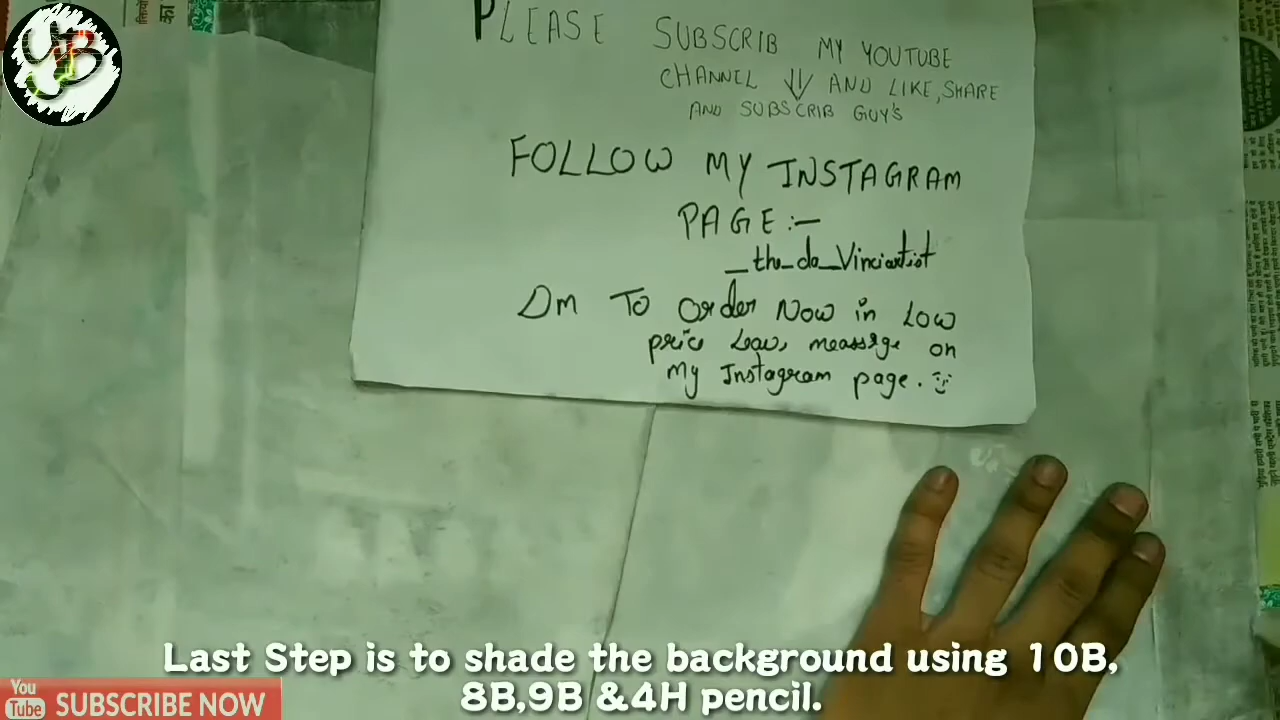 PLEASE SUBSCRIB MY YOUTUBE
CHANNEL AND LIKE, SHARE
AND SUBSCRIB GUY'S
FOLLOW MY INSTAGRAM
PAGE :-
_the_da_Vinciartist
Dm To Order Now in Low
price
meassege on
my Instagram page.
Last Step is to shade the background using 10B,
8B,9B &4H pencil.
You
Tube SUBSCRIBE NOW